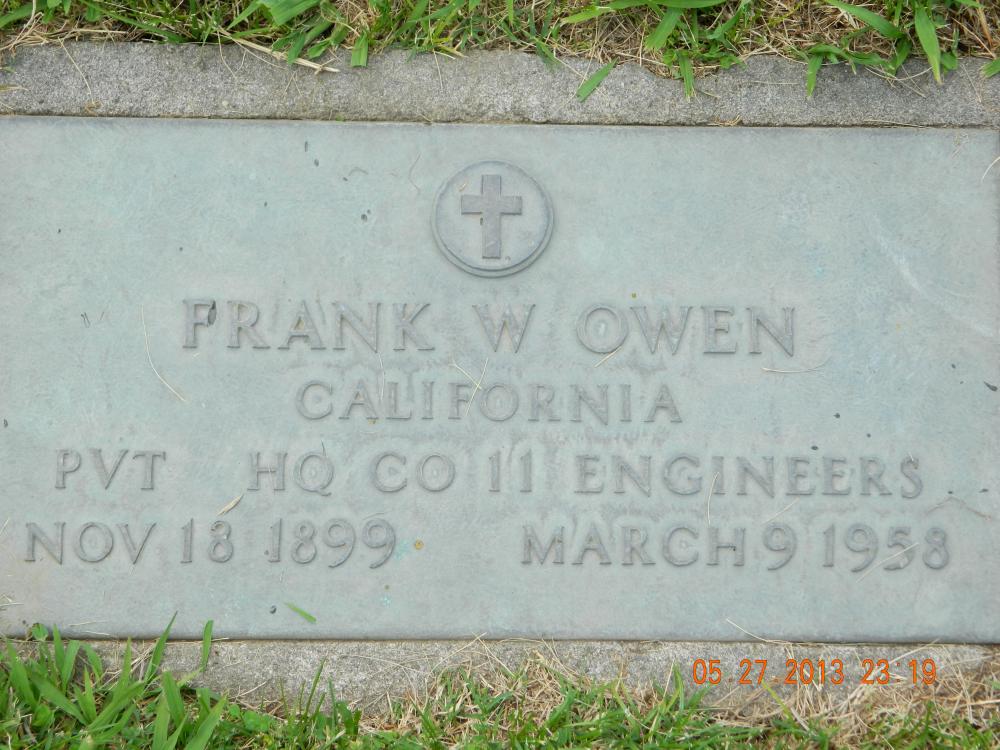 FRANK W OWEN
CALIFORNIA
PVT HQ CO 11 ENGINEERS
NOV 18 1899 MARCH 9 1958
05 27 2013 23 19